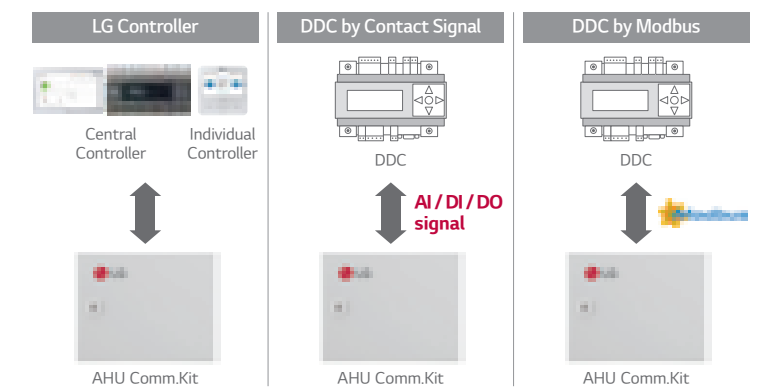 LG Controller
Central
Controller
Individual
Controller
AHU Comm.Kit
DDC by Contact Signal
DDC
AI / DI / DO
signal
AHU Comm.Kit
DDC by Modbus
DDC
Modbus
AHU Comm.Kit